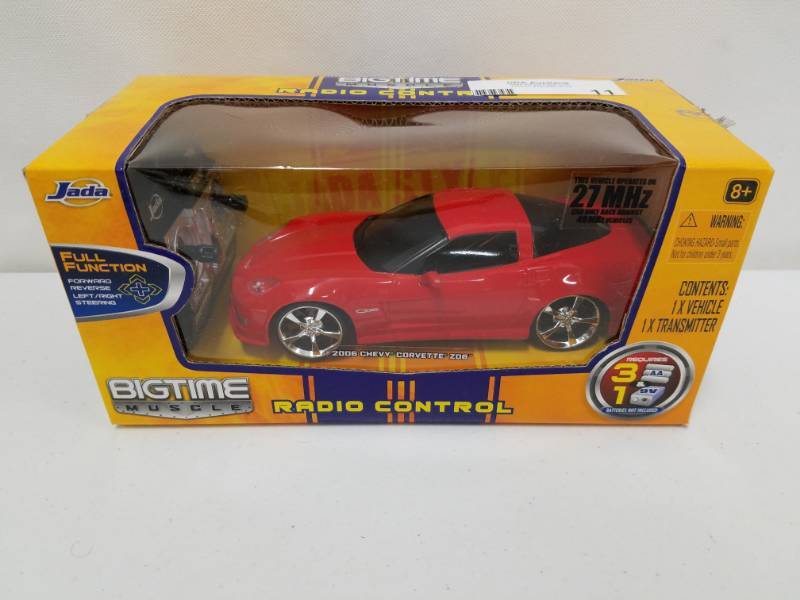 BIGTIME
RADIO CONTROL
11
Jada
Jada
FULL
FUNCTION
FORWARD
REVERSE
LEFT/RIGHT
STEERING
THIS VEHICLE OPERATES ON
27 MHz
8+
WARNING:
CHOKING HAZARD-Small parts.
Not for children under 3 years.
CONTENTS:
1 X VEHICLE
1 X TRANSMITTER
2006 CHEVY CORVETTE Z06
BIGTIME
MUSCLE
RADIO CONTROL
REQUIRES
3 AA
&
1 9V
BATTERIES NOT INCLUDED